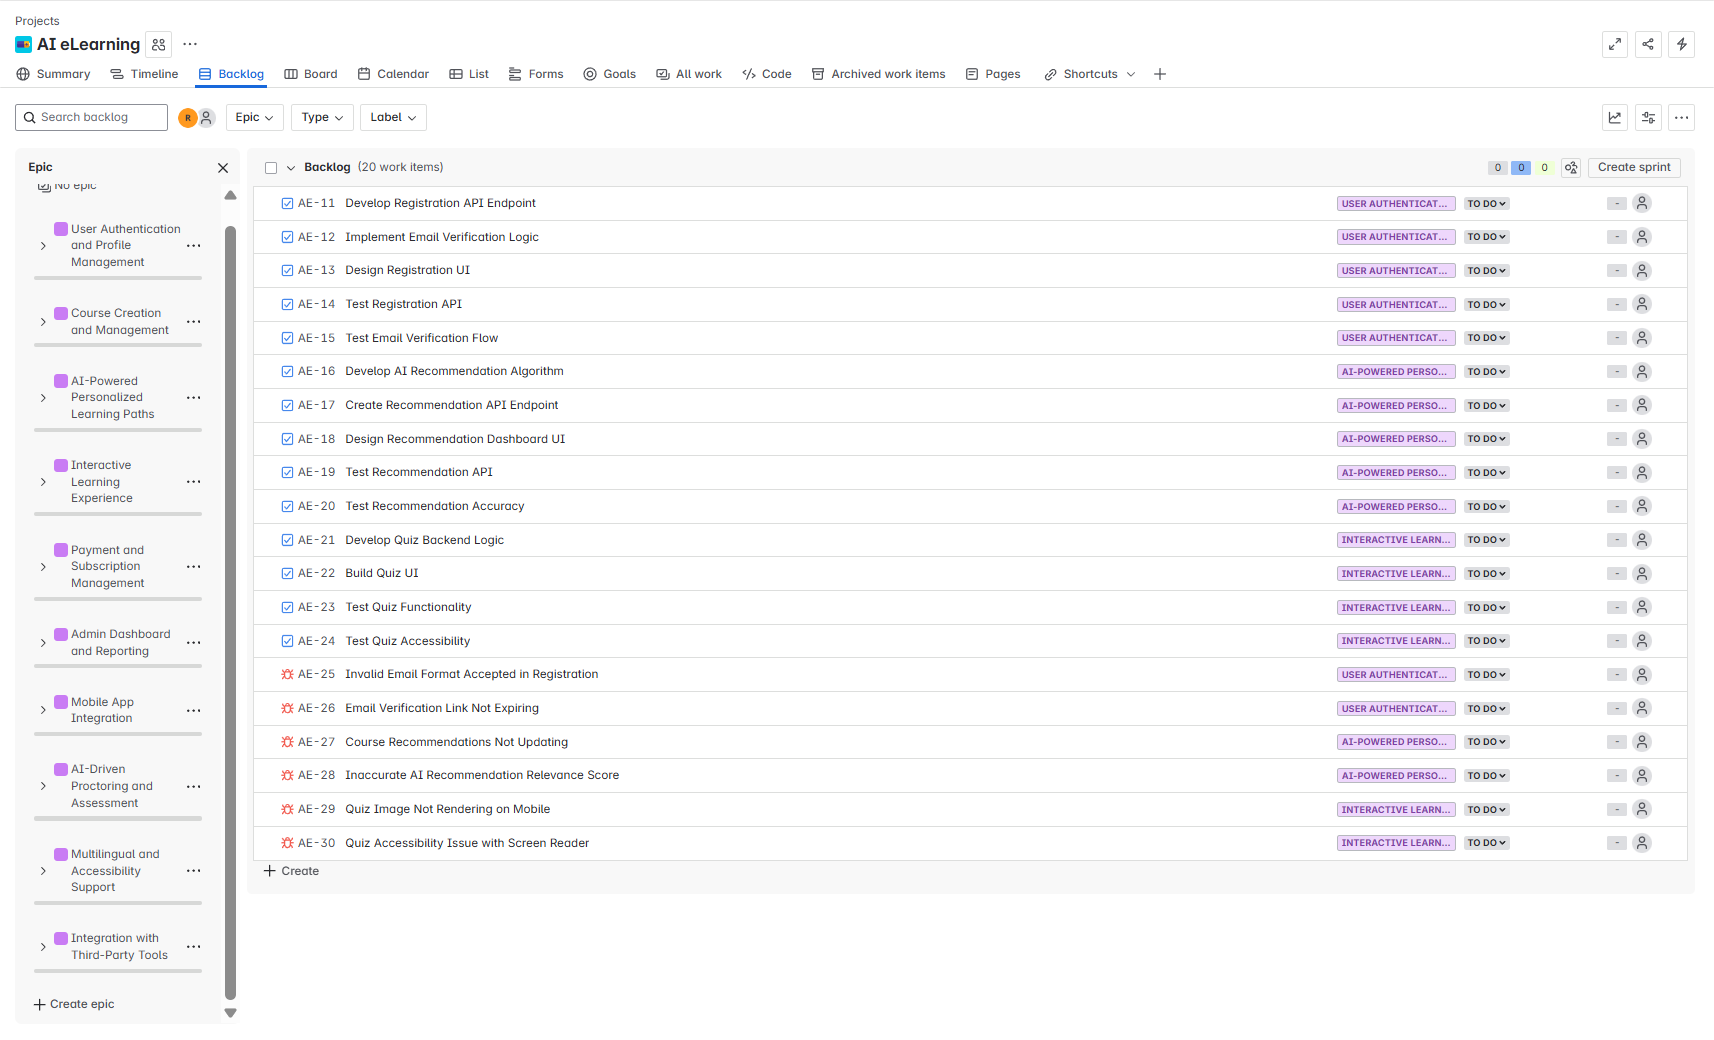 Projects
AI eLearning
Summary Timeline Backlog Board Calendar List Forms Goals All work Code Archived work items Pages Shortcuts
Search backlog R Epic Type Label
Epic
No epic
User Authentication
and Profile
Management
Course Creation
and Management
AI-Powered
Personalized
Learning Paths
Interactive
Learning
Experience
Payment and
Subscription
Management
Admin Dashboard
and Reporting
Mobile App
Integration
AI-Driven
Proctoring and
Assessment
Multilingual and
Accessibility
Support
Integration with
Third-Party Tools
Create epic
Backlog (20 work items) 0 0 0 Create sprint
AE-11 Develop Registration API Endpoint USER AUTHENTICAT... TO DO -
AE-12 Implement Email Verification Logic USER AUTHENTICAT... TO DO -
AE-13 Design Registration UI USER AUTHENTICAT... TO DO -
AE-14 Test Registration API USER AUTHENTICAT... TO DO -
AE-15 Test Email Verification Flow USER AUTHENTICAT... TO DO -
AE-16 Develop AI Recommendation Algorithm AI-POWERED PERSO... TO DO -
AE-17 Create Recommendation API Endpoint AI-POWERED PERSO... TO DO -
AE-18 Design Recommendation Dashboard UI AI-POWERED PERSO... TO DO -
AE-19 Test Recommendation API AI-POWERED PERSO... TO DO -
AE-20 Test Recommendation Accuracy AI-POWERED PERSO... TO DO -
AE-21 Develop Quiz Backend Logic INTERACTIVE LEARN... TO DO -
AE-22 Build Quiz UI INTERACTIVE LEARN... TO DO -
AE-23 Test Quiz Functionality INTERACTIVE LEARN... TO DO -
AE-24 Test Quiz Accessibility INTERACTIVE LEARN... TO DO -
AE-25 Invalid Email Format Accepted in Registration USER AUTHENTICAT... TO DO -
AE-26 Email Verification Link Not Expiring USER AUTHENTICAT... TO DO -
AE-27 Course Recommendations Not Updating AI-POWERED PERSO... TO DO -
AE-28 Inaccurate AI Recommendation Relevance Score AI-POWERED PERSO... TO DO -
AE-29 Quiz Image Not Rendering on Mobile INTERACTIVE LEARN... TO DO -
AE-30 Quiz Accessibility Issue with Screen Reader INTERACTIVE LEARN... TO DO -
Create